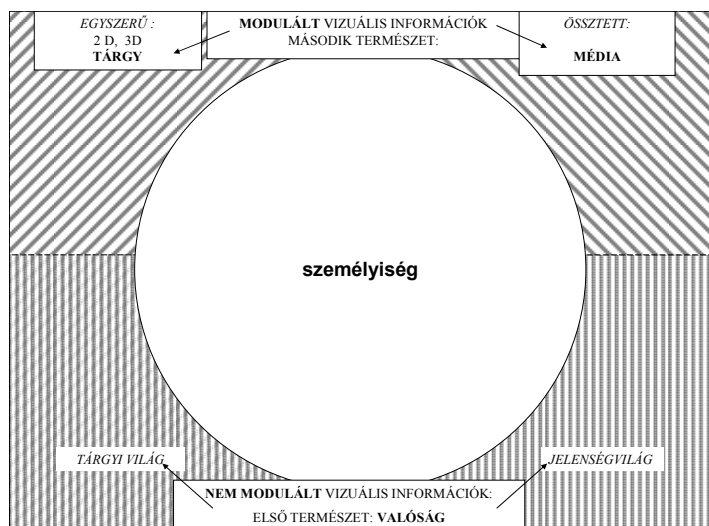 EGYSZERŰ :
2 D, 3D
TÁRGY
MODULÁLT VIZUÁLIS INFORMÁCIÓK
MÁSODIK TERMÉSZET:
ÖSSZTETT:
MÉDIA
személyiség
TÁRGYI VILÁG
JELENSÉGVILÁG
NEM MODULÁLT VIZUÁLIS INFORMÁCIÓK:
ELSŐ TERMÉSZET: VALÓSÁG